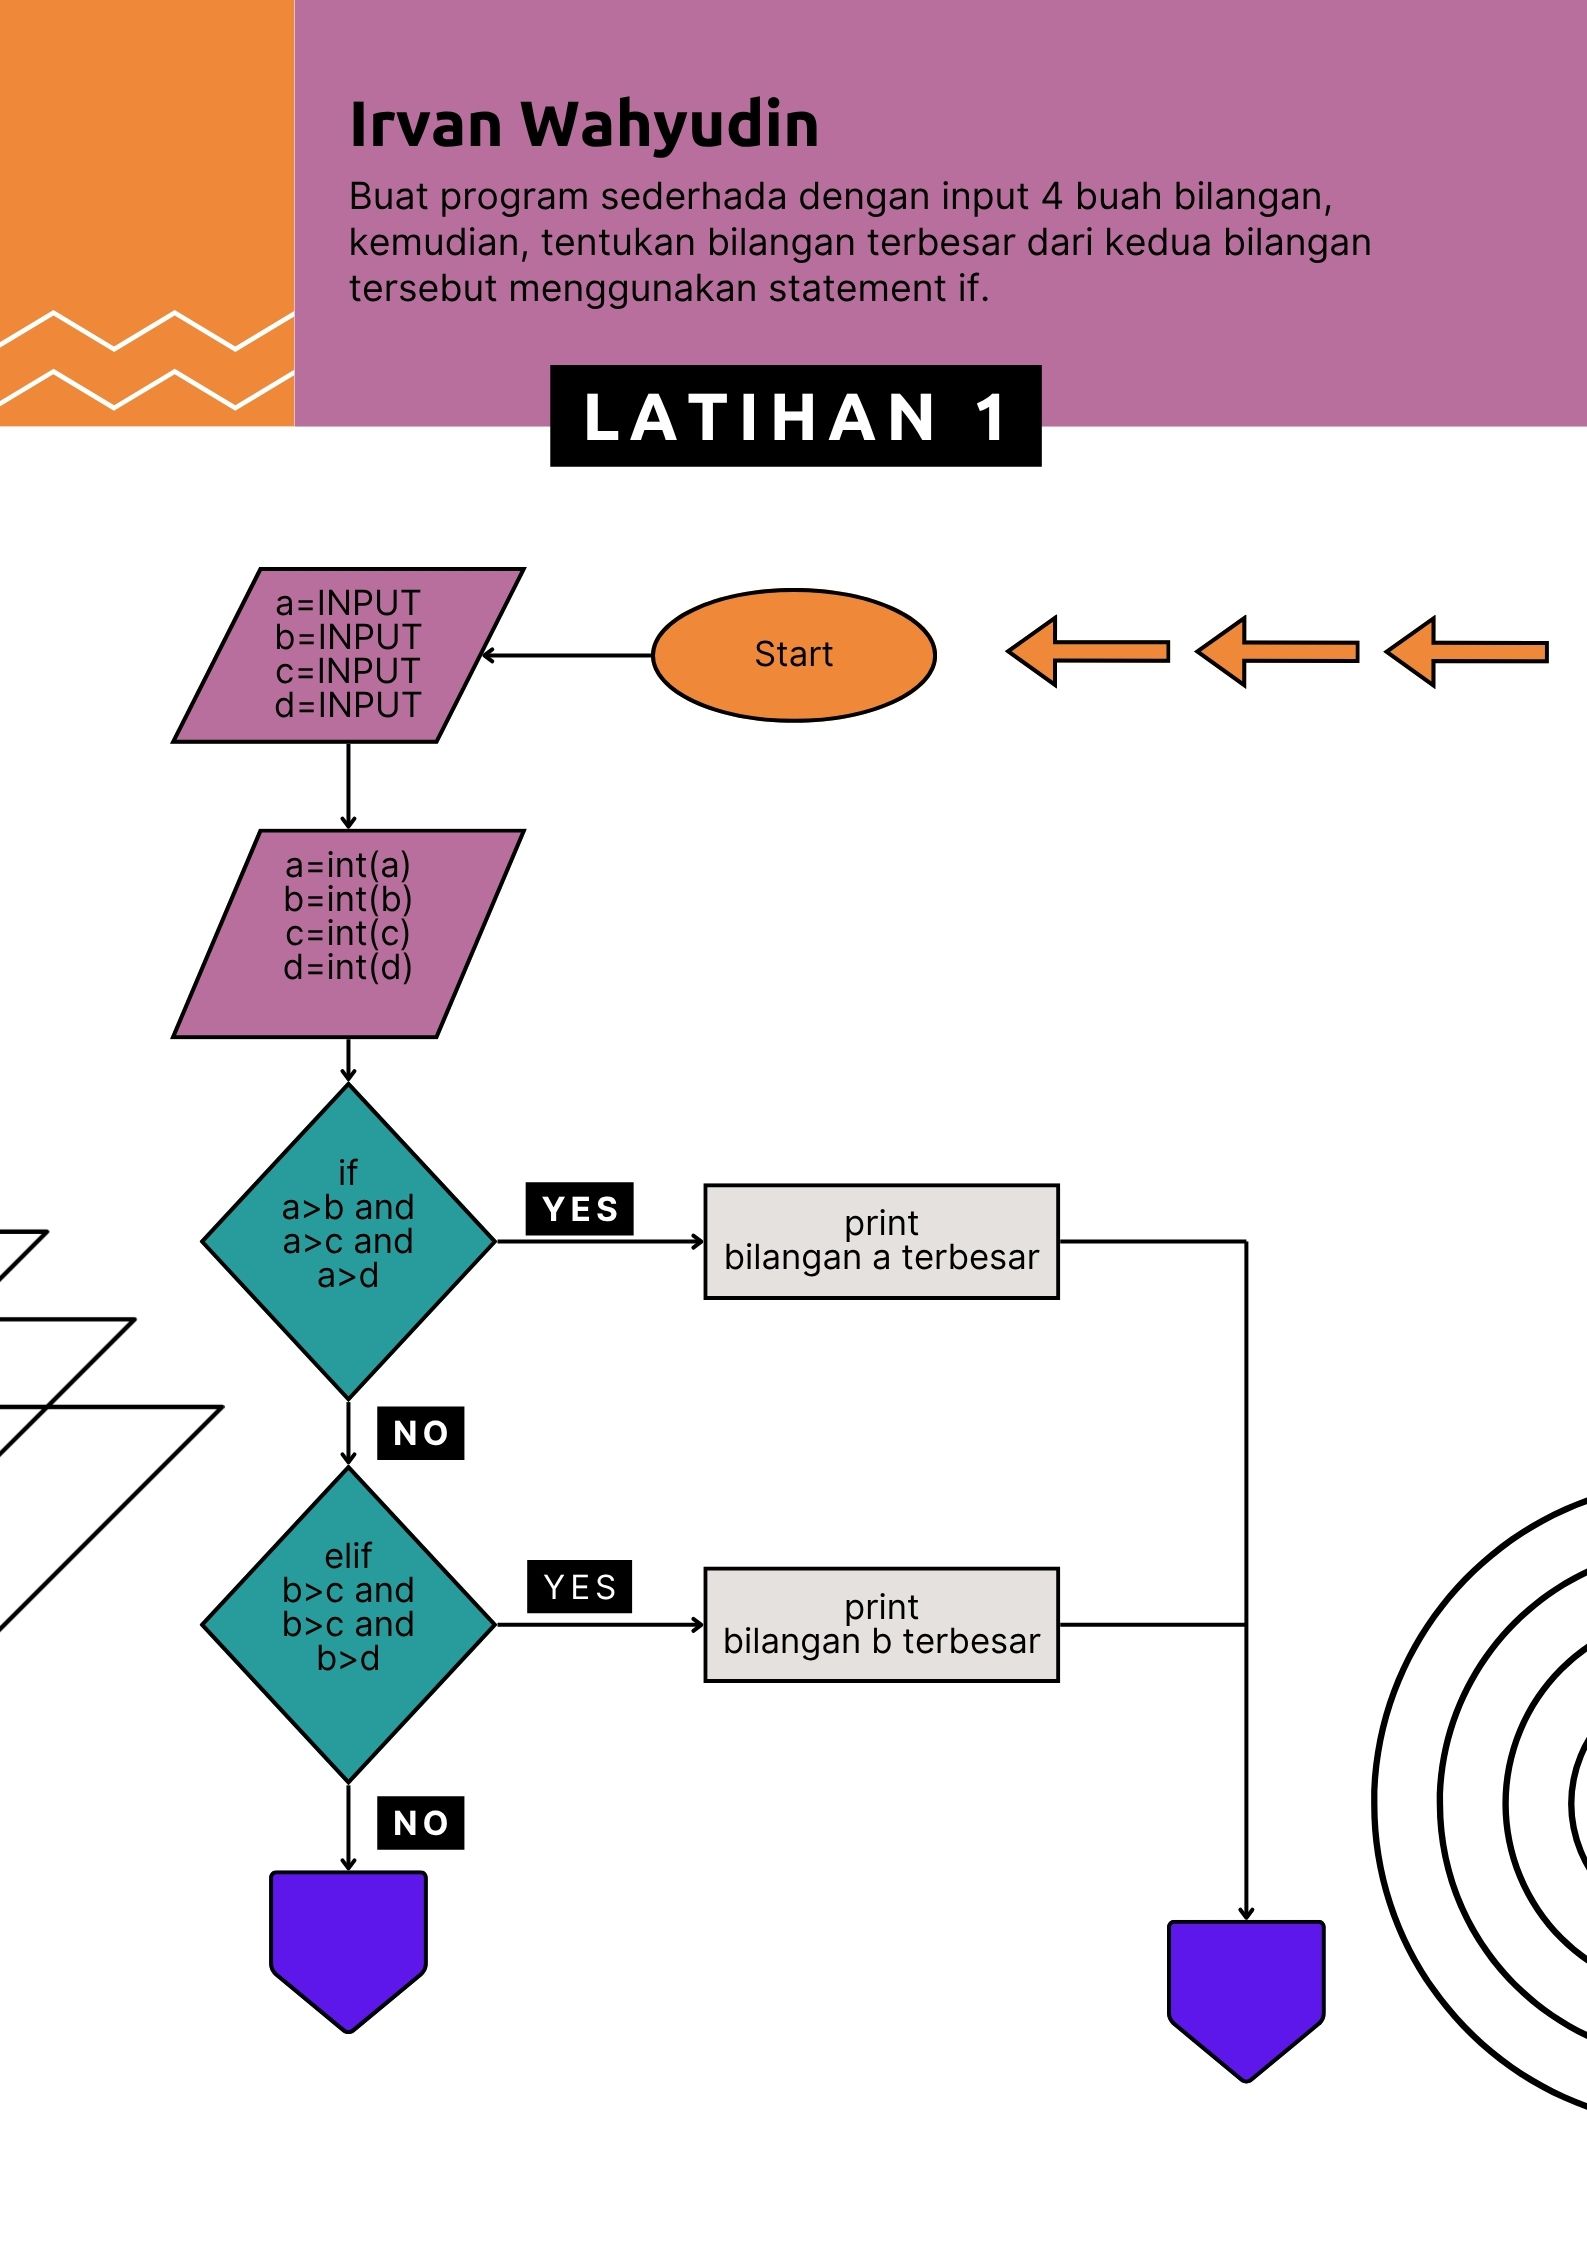 Irvan Wahyudin
Buat program sederhada dengan input 4 buah bilangan,
kemudian, tentukan bilangan terbesar dari kedua bilangan
tersebut menggunakan statement if.
LATIHAN 1
Start
a=INPUT
b=INPUT
c=INPUT
d=INPUT
a=int(a)
b=int(b)
c=int(c)
d=int(d)
if
a>b and
a>c and
a>d
YES
print
bilangan a terbesar
NO
elif
b>c and
b>c and
b>d
YES
print
bilangan b terbesar
NO